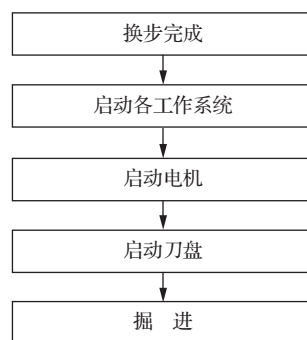 换步完成
启动各工作系统
启动电机
启动刀盘
掘　进